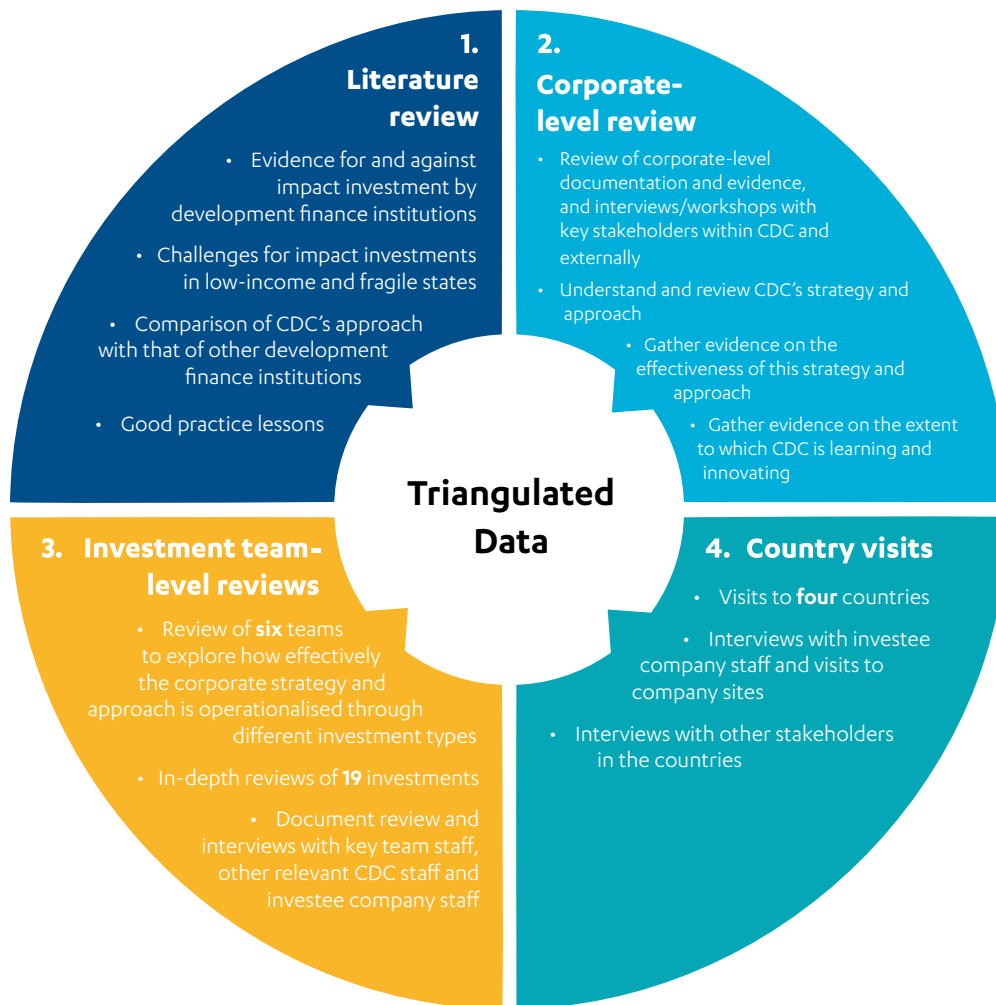 1.
Literature
review
• Evidence for and against
impact investment by
development finance institutions
• Challenges for impact investments
in low-income and fragile states
• Comparison of CDC’s approach
with that of other development
finance institutions
• Good practice lessons
2.
Corporate-
level review
• Review of corporate-level
documentation and evidence,
and interviews/workshops with
key stakeholders within CDC and
externally
• Understand and review CDC’s strategy and
approach
• Gather evidence on the
effectiveness of this strategy and
approach
• Gather evidence on the extent
to which CDC is learning and
innovating
Triangulated
Data
3. Investment team-
level reviews
• Review of six teams
to explore how effectively
the corporate strategy and
approach is operationalised through
different investment types
• In-depth reviews of 19 investments
• Document review and
interviews with key team staff,
other relevant CDC staff and
investee company staff
4. Country visits
• Visits to four countries
• Interviews with investee
company staff and visits to
company sites
• Interviews with other stakeholders
in the countries